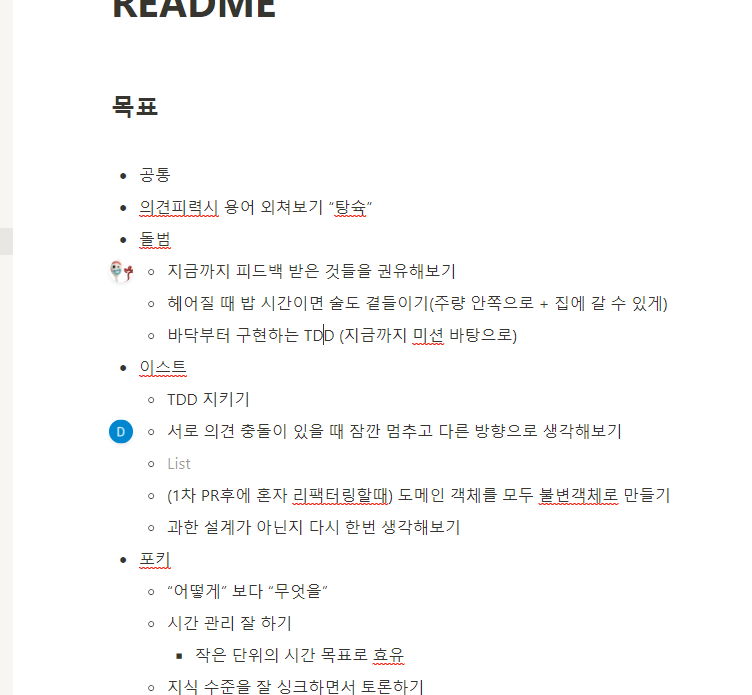 README
목표
공통
의견피력시 용어 외쳐보기 “탕슉”
돌범
지금까지 피드백 받은 것들을 권유해보기
헤어질 때 밥 시간이면 술도 곁들이기(주량 안쪽으로 + 집에 갈 수 있게)
바닥부터 구현하는 TDD (지금까지 미션 바탕으로)
이스트
TDD 지키기
D
서로 의견 충돌이 있을 때 잠깐 멈추고 다른 방향으로 생각해보기
List
(1차 PR후에 혼자 리팩터링할때) 도메인 객체를 모두 불변객체로 만들기
과한 설계가 아닌지 다시 한번 생각해보기
포키
“어떻게” 보다 “무엇을”
시간 관리 잘 하기
작은 단위의 시간 목표로 효유
지식 수준을 잘 싱크하면서 토론하기